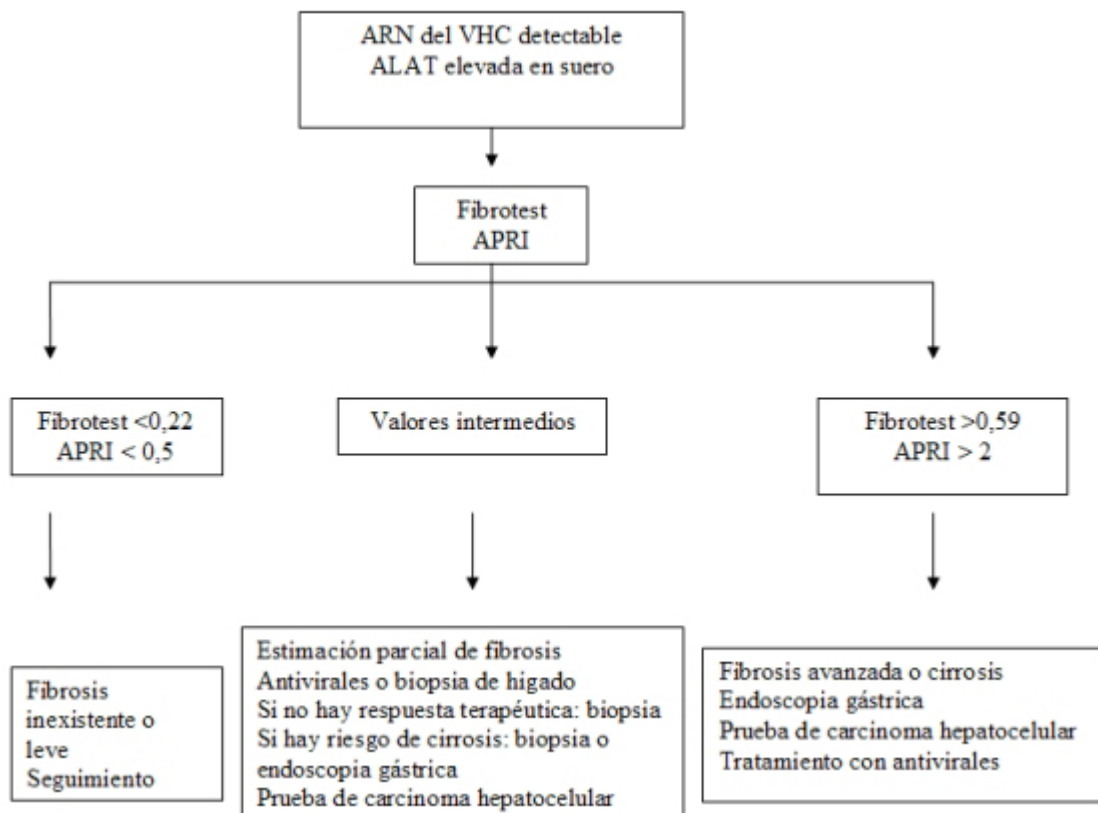 ARN del VHC detectable
ALAT elevada en suero
Fibrotest
APRI
Fibrotest <0,22
APRI < 0,5
Valores intermedios
Fibrotest >0,59
APRI > 2
Fibrosis
inexistente o
leve
Seguimiento
Estimación parcial de fibrosis
Antivirales o biopsia de hígado
Si no hay respuesta terapéutica: biopsia
Si hay riesgo de cirrosis: biopsia o
endoscopia gástrica
Prueba de carcinoma hepatocelular
Fibrosis avanzada o cirrosis
Endoscopia gástrica
Prueba de carcinoma hepatocelular
Tratamiento con antivirales